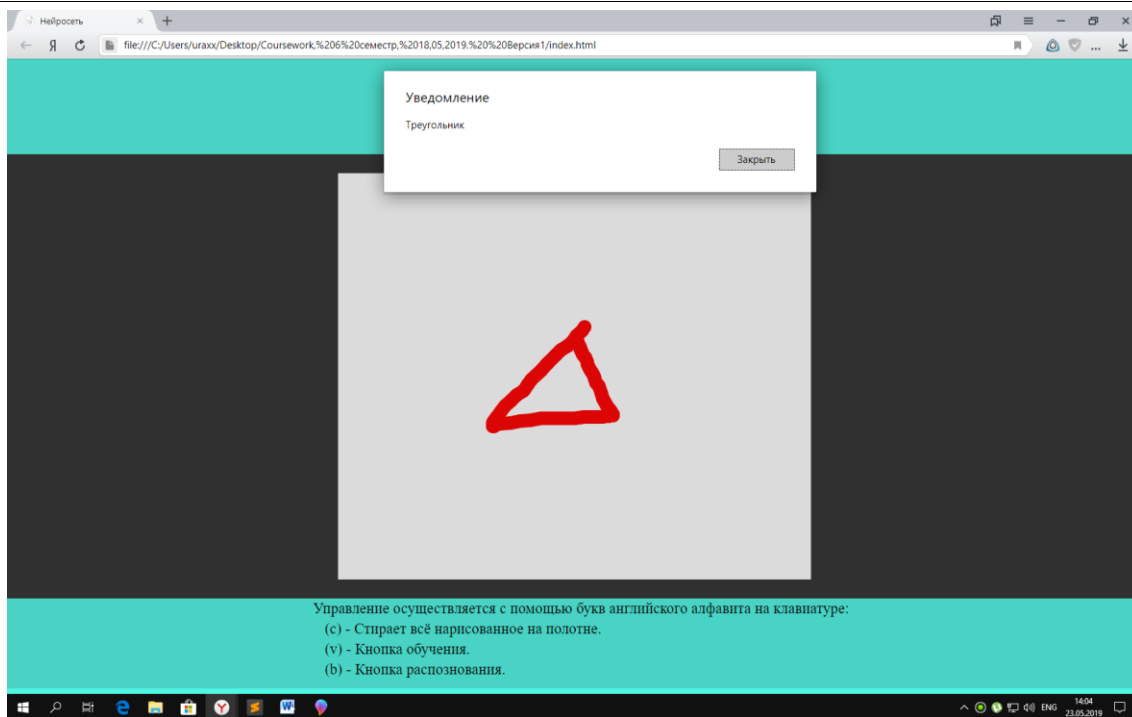 Нейросеть
file:///C:/Users/uraxx/Desktop/Coursework,%206%20семестр,%2018,05,2019.%20%20Версия1/index.html
Уведомление
Треугольник
Закрыть
Управление осуществляется с помощью букв английского алфавита на клавиатуре:
(c) - Стирает всё нарисованное на полотне.
(v) - Кнопка обучения.
(b) - Кнопка распознования.
ENG
14:04
23.05.2019